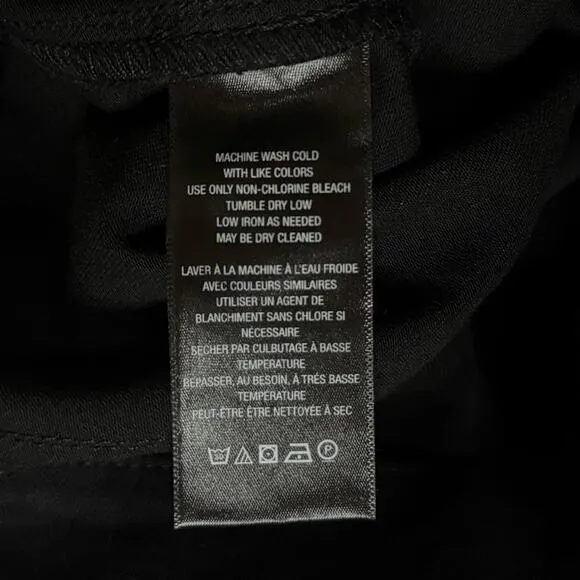 MACHINE WASH COLD
WITH LIKE COLORS
USE ONLY NON-CHLORINE BLEACH
TUMBLE DRY LOW
LOW IRON AS NEEDED
MAY BE DRY CLEANED
LAVER À LA MACHINE À L'EAU FROIDE
AVEC COULEURS SIMILAIRES
UTILISER UN AGENT DE
BLANCHIMENT SANS CHLORE SI
NÉCESSAIRE
SECHER PAR CULBUTAGE À BASSE
TEMPÉRATURE
REPASSER, AU BESOIN, À TRÈS BASSE
TEMPÉRATURE
PEUT-ÊTRE ÊTRE NETTOYÉE À SEC
P